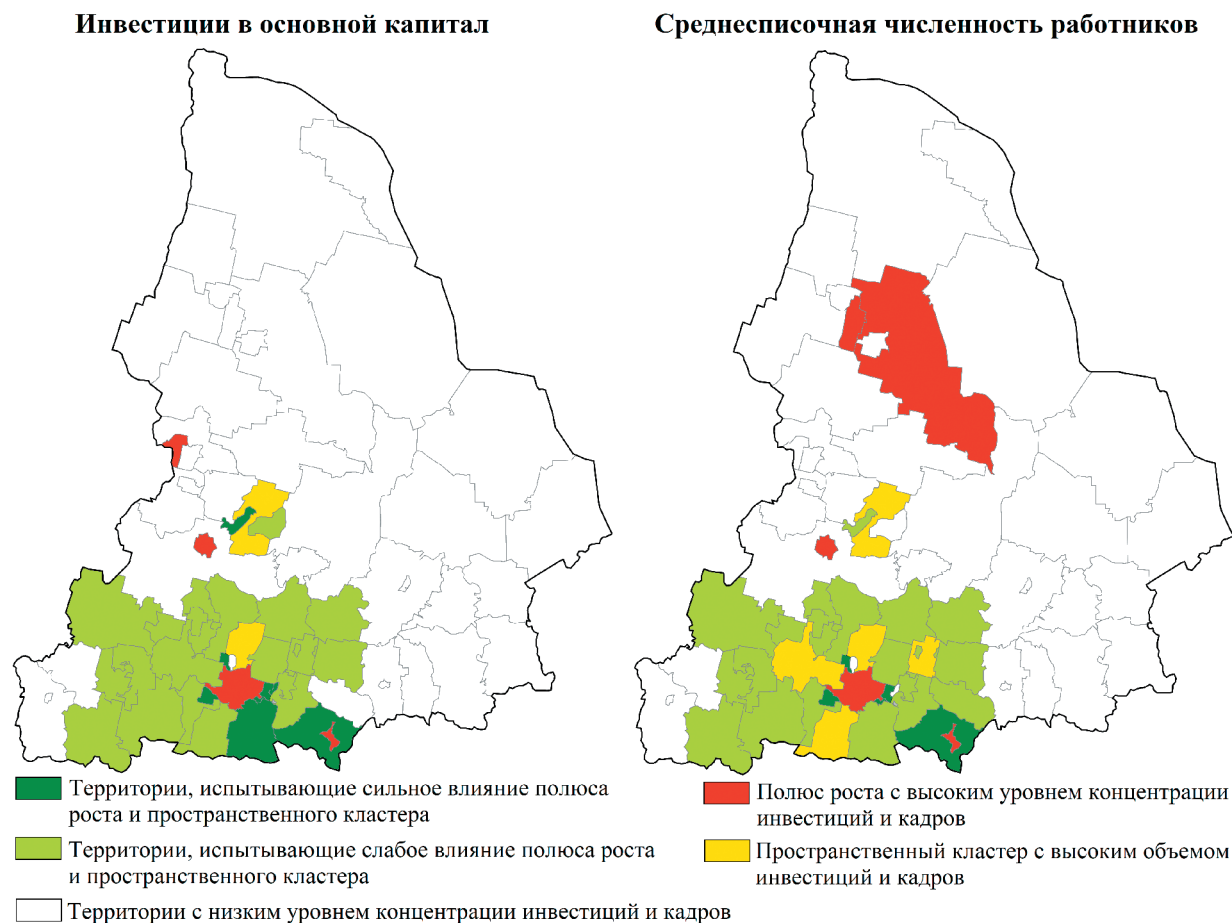 Инвестиции в основной капитал
Среднесписочная численность работников
Территории, испытывающие сильное влияние полюса
роста и пространственного кластера
Территории, испытывающие слабое влияние полюса роста
и пространственного кластера
Территории с низким уровнем концентрации инвестиций и кадров
Полюс роста с высоким уровнем концентрации
инвестиций и кадров
Пространственный кластер с высоким объемом
инвестиций и кадров